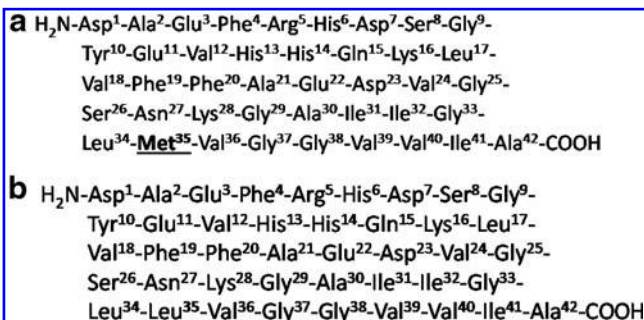 a H₂N-Asp¹-Ala²-Glu³-Phe⁴-Arg⁵-His⁶-Asp⁷-Ser⁸-Gly⁹-
Tyr¹⁰-Glu¹¹-Val¹²-His¹³-His¹⁴-Gln¹⁵-Lys¹⁶-Leu¹⁷-
Val¹⁸-Phe¹⁹-Phe²⁰-Ala²¹-Glu²²-Asp²³-Val²⁴-Gly²⁵-
Ser²⁶-Asn²⁷-Lys²⁸-Gly²⁹-Ala³⁰-Ile³¹-Ile³²-Gly³³-
Leu³⁴-Met³⁵-Val³⁶-Gly³⁷-Gly³⁸-Val³⁹-Val⁴⁰-Ile⁴¹-Ala⁴²-COOH
b H₂N-Asp¹-Ala²-Glu³-Phe⁴-Arg⁵-His⁶-Asp⁷-Ser⁸-Gly⁹-
Tyr¹⁰-Glu¹¹-Val¹²-His¹³-His¹⁴-Gln¹⁵-Lys¹⁶-Leu¹⁷-
Val¹⁸-Phe¹⁹-Phe²⁰-Ala²¹-Glu²²-Asp²³-Val²⁴-Gly²⁵-
Ser²⁶-Asn²⁷-Lys²⁸-Gly²⁹-Ala³⁰-Ile³¹-Ile³²-Gly³³-
Leu³⁴-Leu³⁵-Val³⁶-Gly³⁷-Gly³⁸-Val³⁹-Val⁴⁰-Ile⁴¹-Ala⁴²-COOH